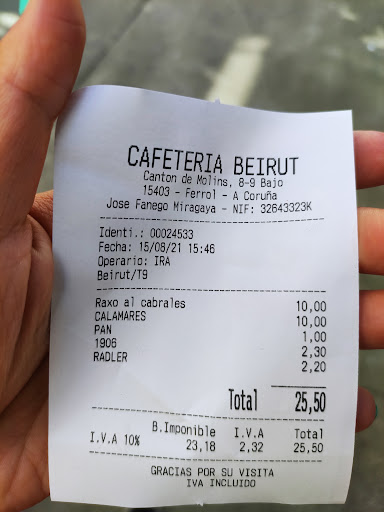 CAFETERIA BEIRUT
Canton de Molins, 8-9 Bajo
15403 - Ferrol - A Coruña
Jose Fanego Miragaya - NIF: 32643323K
Identi.: 00024533
Fecha: 15/08/21 15:46
Operario: IRA
Beirut/T9
Raxo al cabrales 10,00
CALAMARES 10,00
PAN 1,00
1906 2,30
RADLER 2,20
Total 25,50
B.Imponible I.V.A Total
I.V.A 10% 23,18 2,32 25,50
GRACIAS POR SU VISITA
IVA INCLUIDO